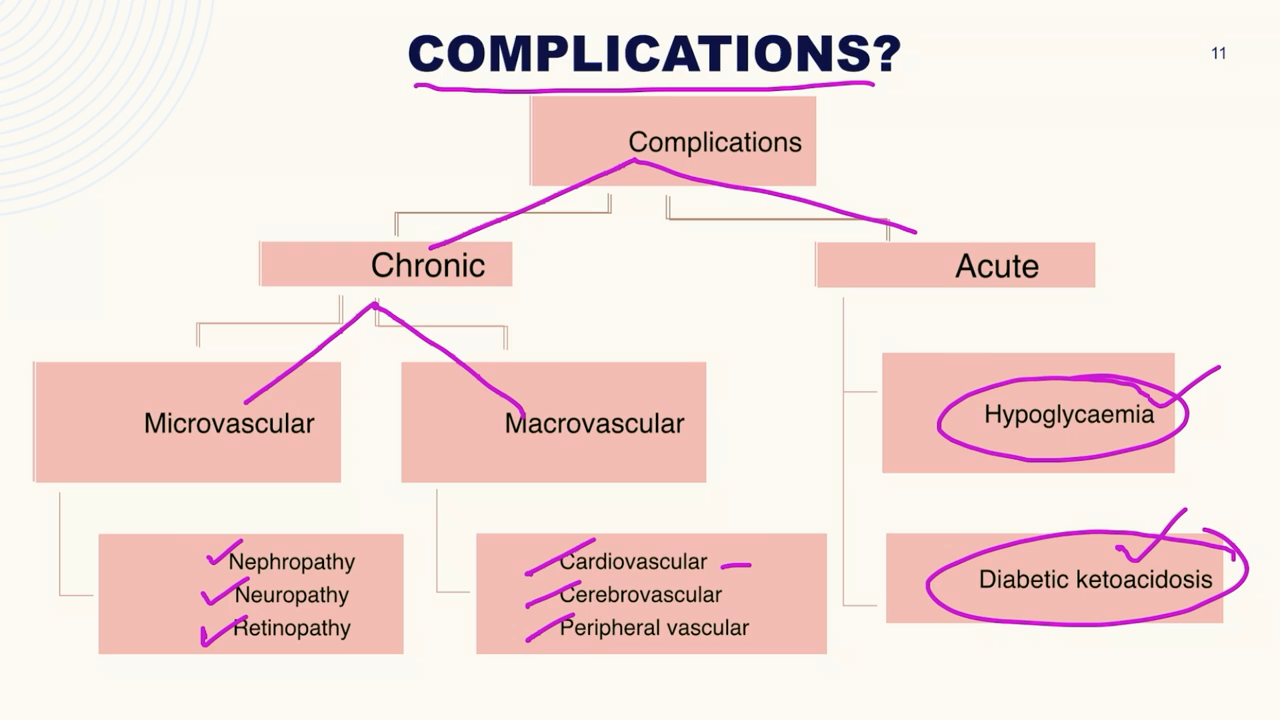 COMPLICATIONS?
11
Complications
Chronic
Acute
Microvascular
Macrovascular
Hypoglycaemia
Nephropathy
Neuropathy
Retinopathy
Cardiovascular
Cerebrovascular
Peripheral vascular
Diabetic ketoacidosis